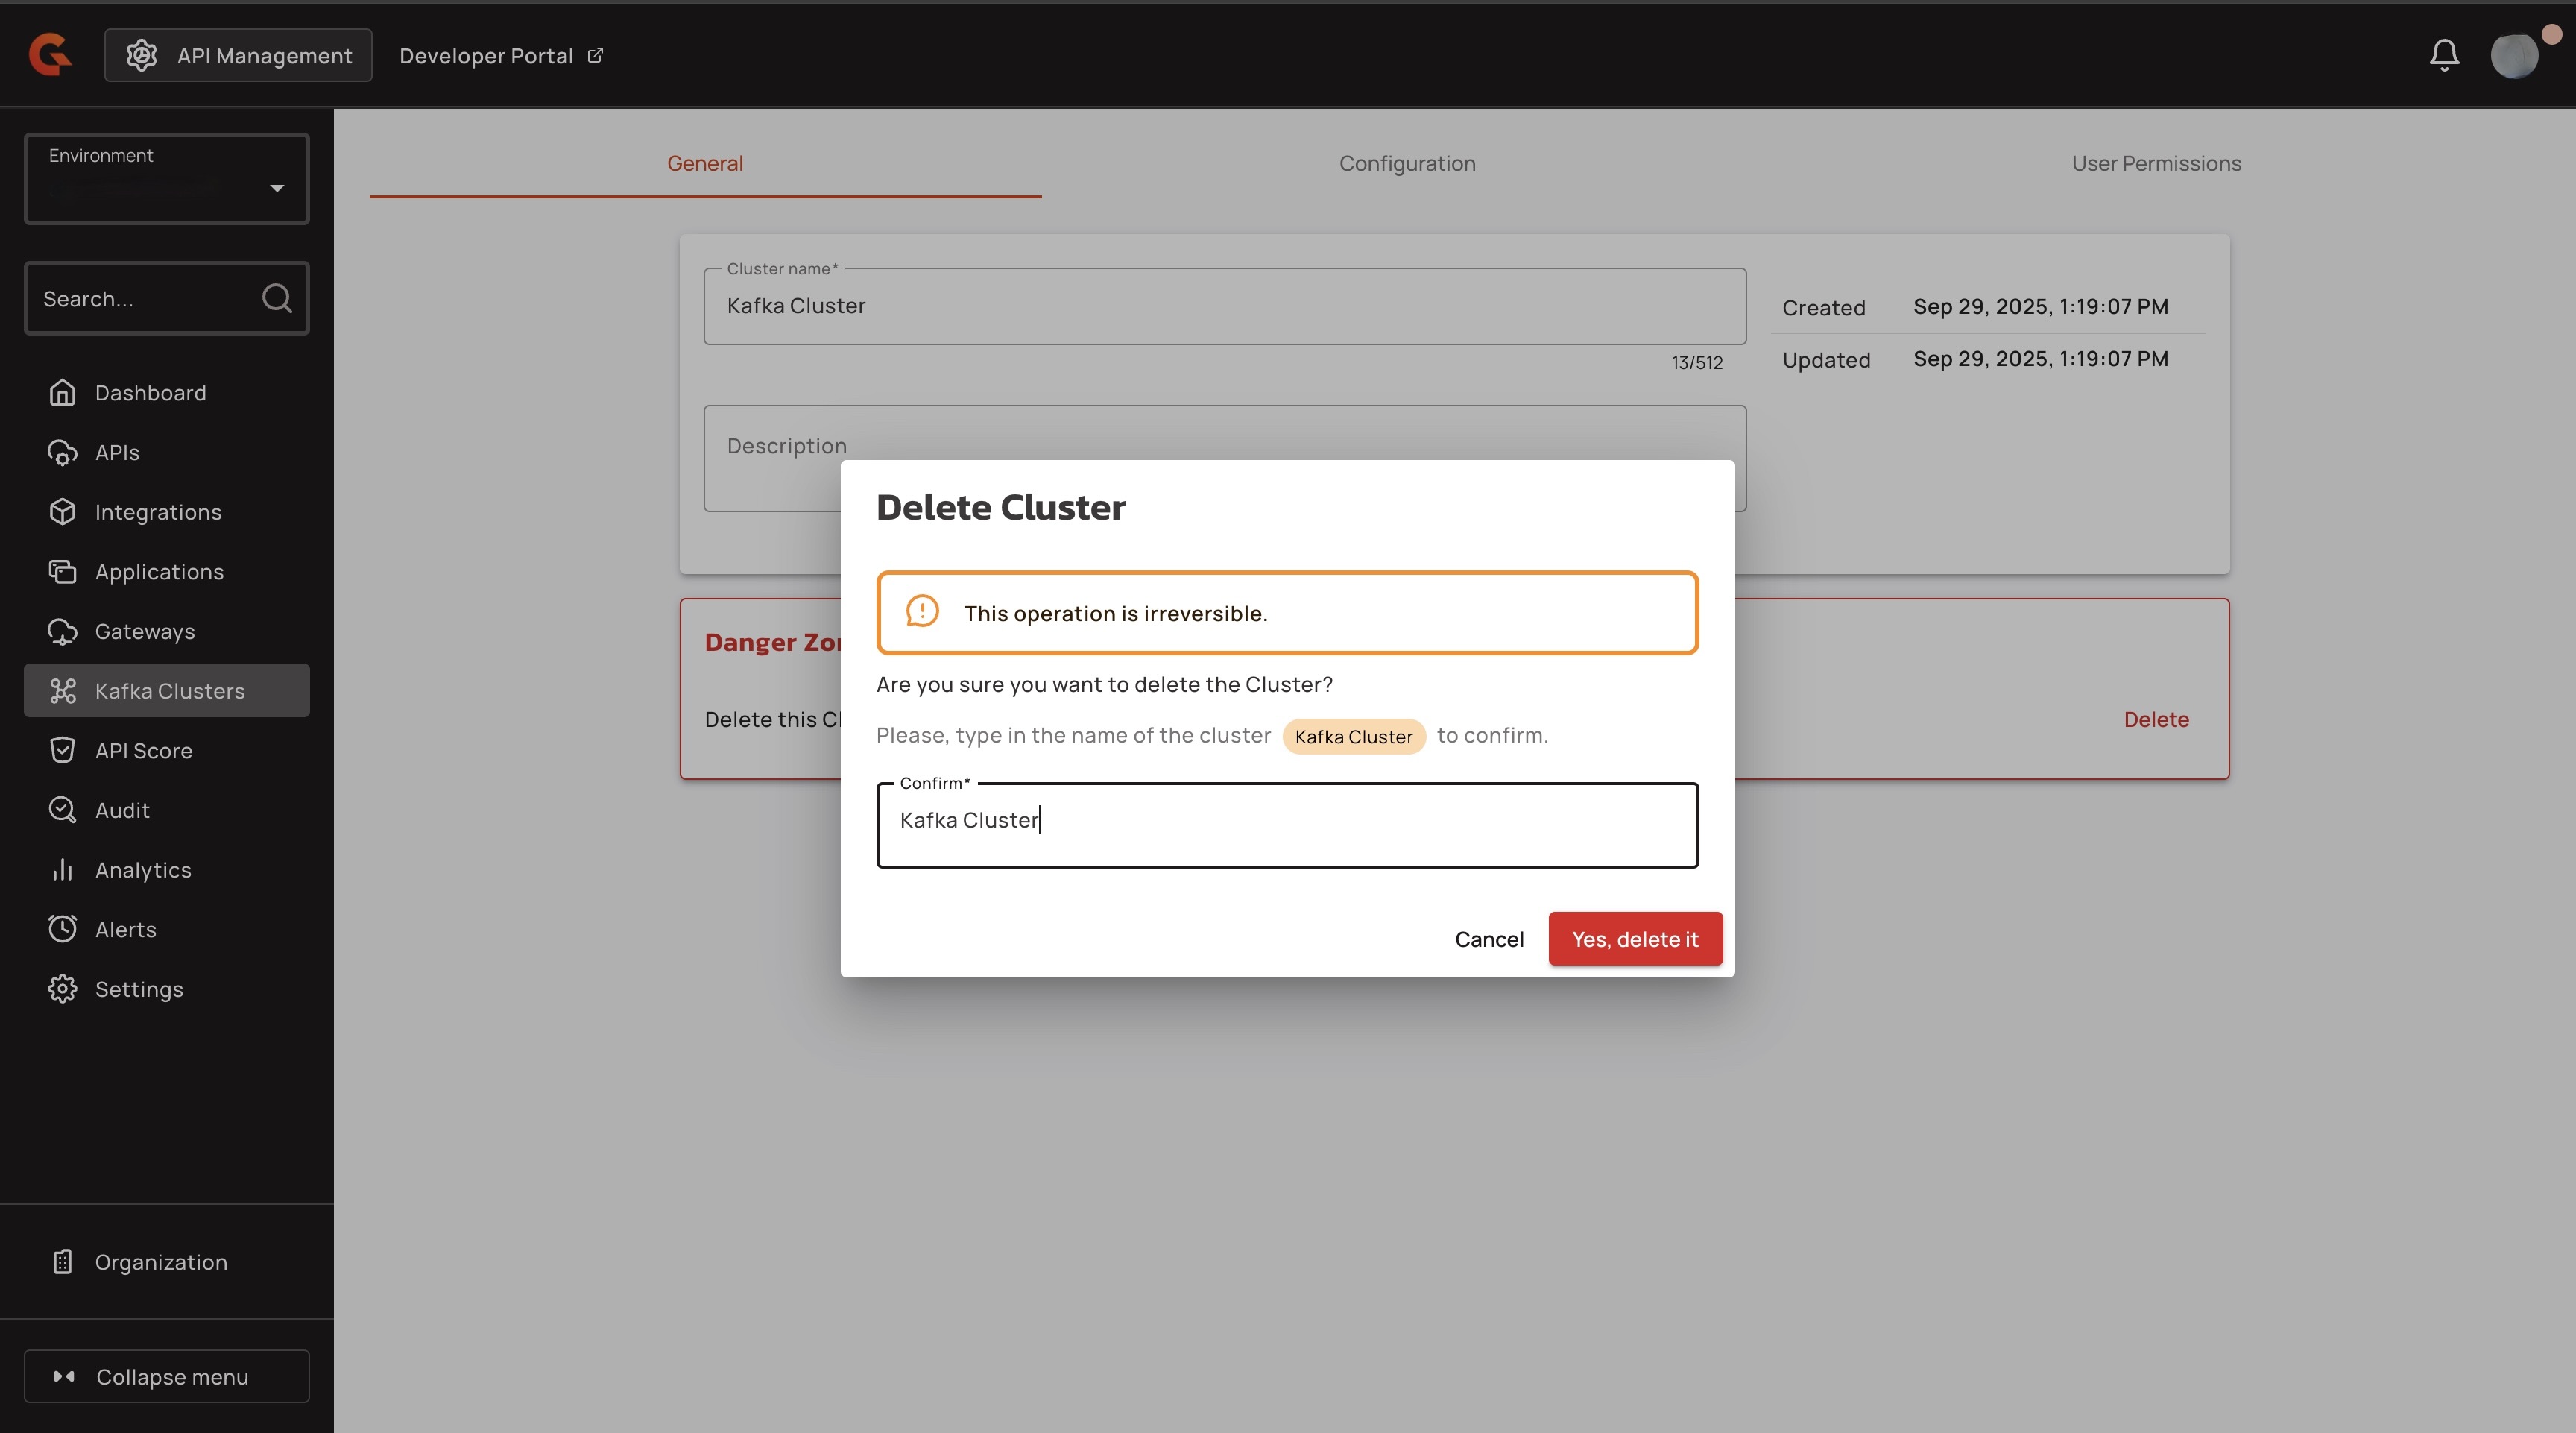 API Management
Developer Portal
Environment
Search...
Dashboard
APIs
Integrations
Applications
Gateways
Kafka Clusters
API Score
Audit
Analytics
Alerts
Settings
Organization
Collapse menu
General
Configuration
User Permissions
Cluster name*
Kafka Cluster
13/512
Created Sep 29, 2025, 1:19:07 PM
Updated Sep 29, 2025, 1:19:07 PM
Description
Danger Zo
Delete this Cl
Delete
Delete Cluster
This operation is irreversible.
Are you sure you want to delete the Cluster?
Please, type in the name of the cluster Kafka Cluster to confirm.
Confirm*
Kafka Cluster
Cancel
Yes, delete it